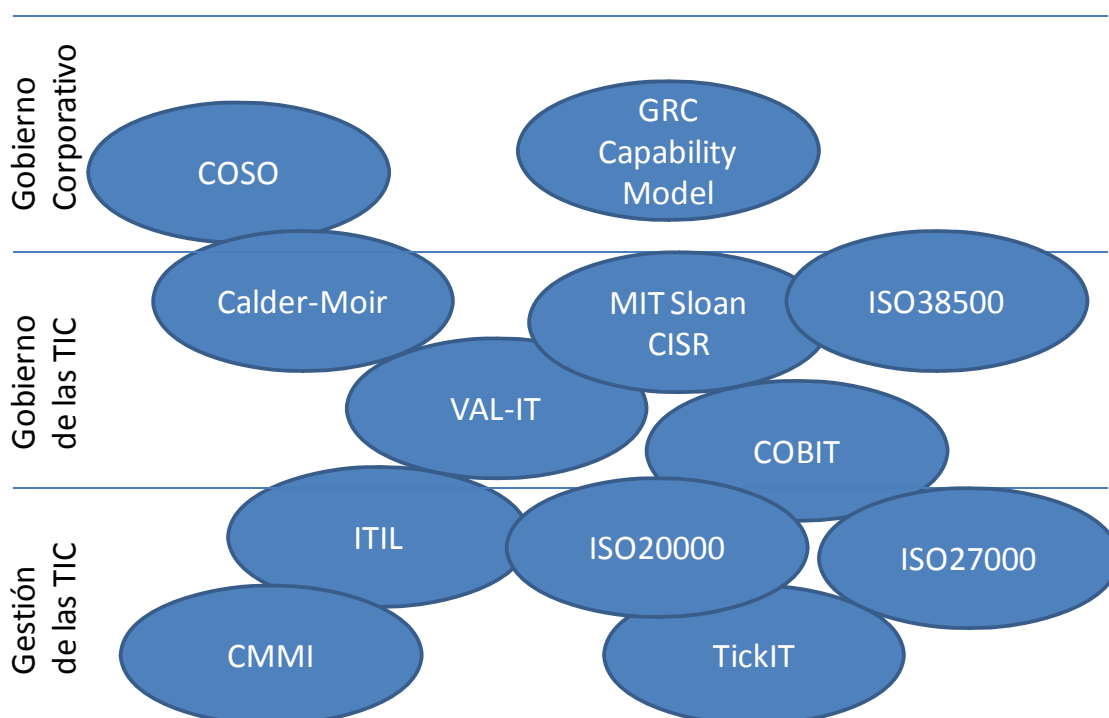 Gobierno
Corporativo
COSO
GRC
Capability
Model
Gobierno
de las TIC
Calder-Moir
MIT Sloan
CISR
ISO38500
VAL-IT
COBIT
Gestión
de las TIC
ITIL
ISO20000
ISO27000
CMMI
TickIT